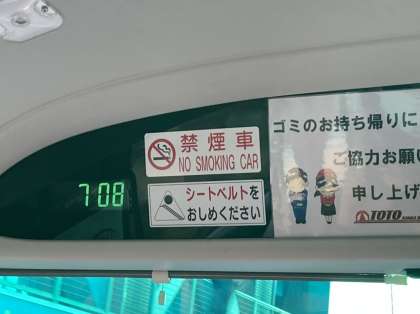 7 08
禁煙車
NO SMOKING CAR
シートベルトを
おしめください
ゴミのお持ち帰りに
ご協力お願い
申し上げ
TOTO